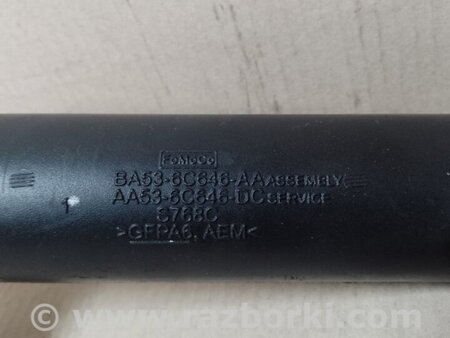 FoMoCo
BA53-6C646-AA ASSEMBLY
AA53-6C646-DC SERVICE
S768C
>GFPA6, AEM<
www.razborki.com